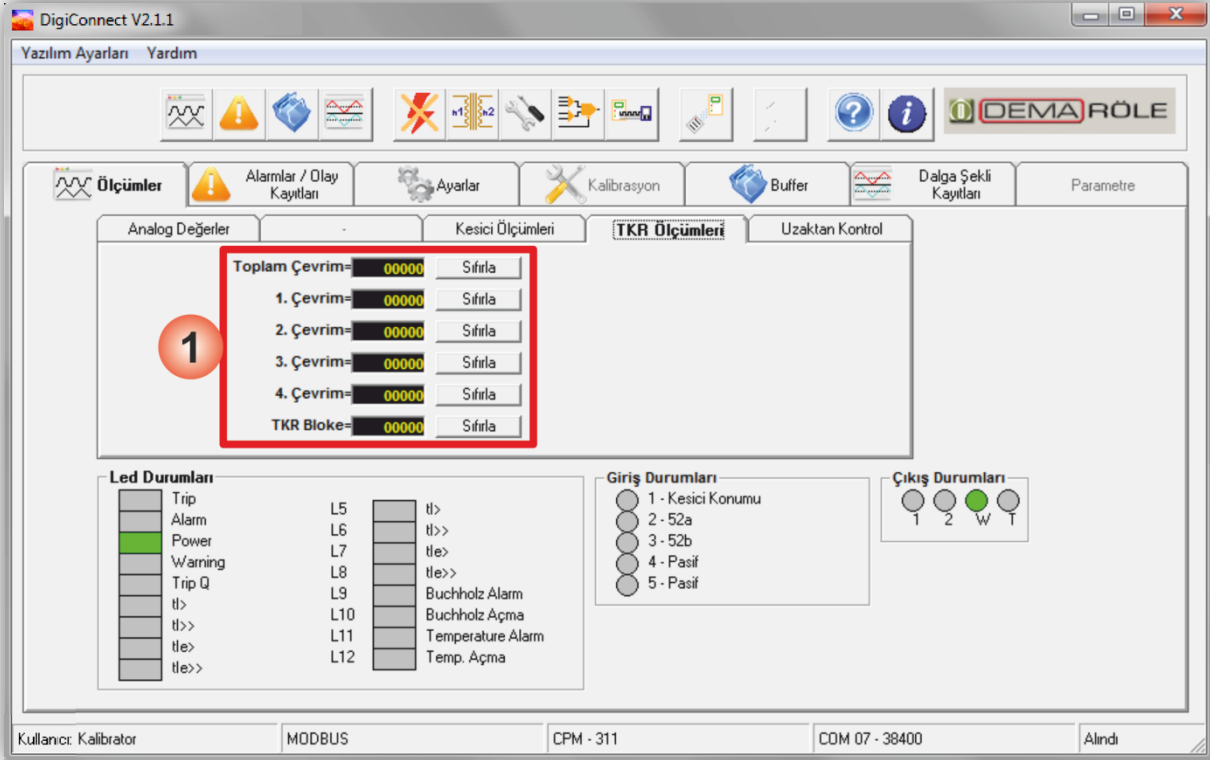 DigiConnect V2.1.1
Yazılım Ayarları Yardım
n1 n2
DEMA RÖLE
Ölçümler
Alarmlar / Olay
Kayıtları
Ayarlar
Kalibrasyon
Buffer
Dalga Şekli
Kayıtları
Parametre
Analog Değerler - Kesici Ölçümleri TKR Ölçümleri Uzaktan Kontrol
1
Toplam Çevrim= 00000 Sıfırla
1. Çevrim= 00000 Sıfırla
2. Çevrim= 00000 Sıfırla
3. Çevrim= 00000 Sıfırla
4. Çevrim= 00000 Sıfırla
TKR Bloke= 00000 Sıfırla
Led Durumları
Trip
Alarm
Power
Warning
Trip Q
tI>
tI>>
tIe>
tIe>>
L5 tI>
L6 tI>>
L7 tIe>
L8 tIe>>
L9 Buchholz Alarm
L10 Buchholz Açma
L11 Temperature Alarm
L12 Temp. Açma
Giriş Durumları
1 - Kesici Konumu
2 - 52a
3 - 52b
4 - Pasif
5 - Pasif
Çıkış Durumları
1 2 W T
Kullanıcı: Kalibrator MODBUS CPM - 311 COM 07 - 38400 Alındı